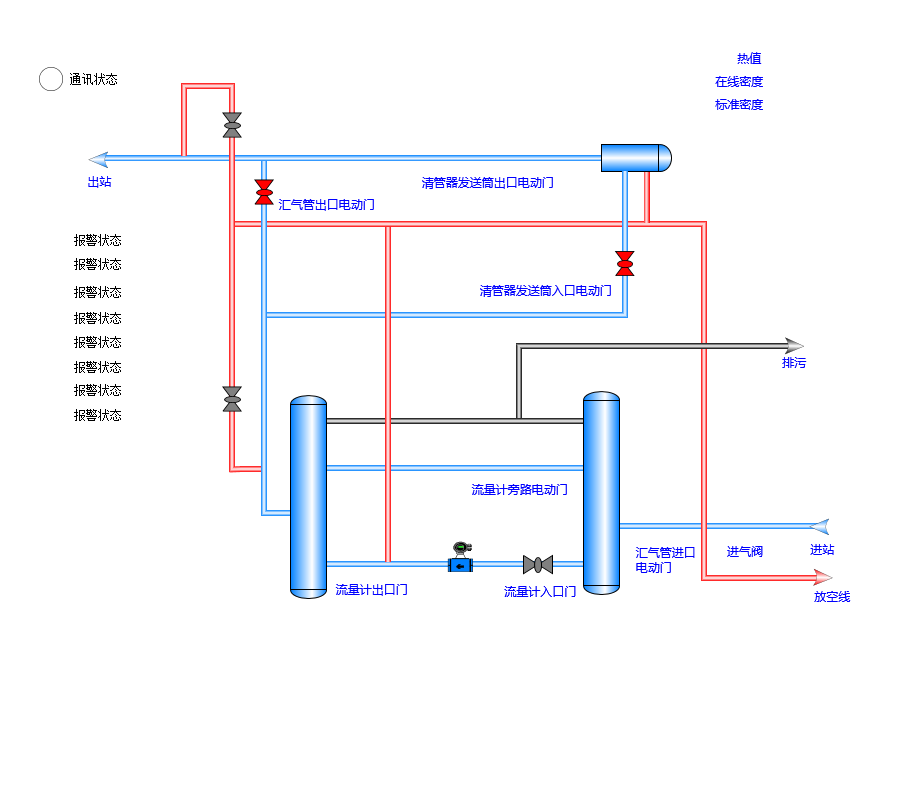 热值
通讯状态
在线密度
标准密度
出站
清管器发送筒出口电动门
汇气管出口电动门
报警状态
报警状态
清管器发送筒入口电动门
报警状态
报警状态
报警状态
排污
报警状态
报警状态
报警状态
流量计旁路电动门
汇气管进口
电动门
进气阀
进站
流量计出口门
流量计入口门
放空线